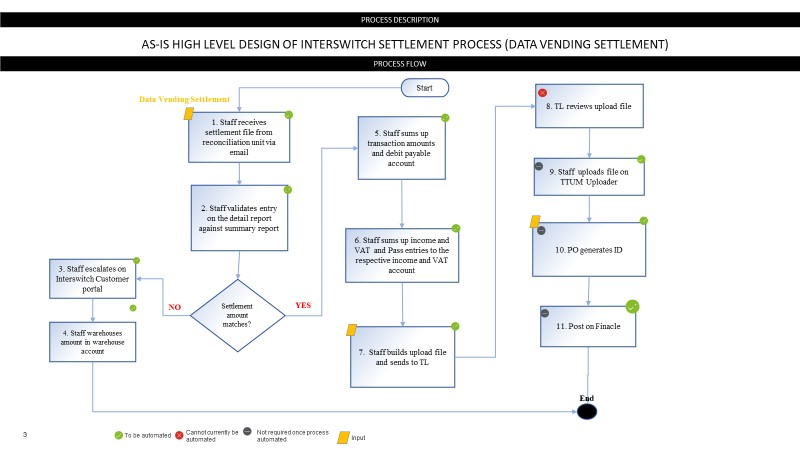 PROCESS DESCRIPTION
AS-IS HIGH LEVEL DESIGN OF INTERSWITCH SETTLEMENT PROCESS (DATA VENDING SETTLEMENT)
PROCESS FLOW
Start
Data Vending Settlement
1. Staff receives
settlement file from
reconciliation unit via
email
2. Staff validates entry
on the detail report
against summary report
3. Staff escalates on
Interswitch Customer
portal
4. Staff warehouses
amount in warehouse
account
NO
Settlement
amount
matches?
YES
5. Staff sums up
transaction amounts
and debit payable
account
6. Staff sums up income and
VAT and Pass entries to the
respective income and VAT
account
7. Staff builds upload file
and sends to TL
8. TL reviews upload file
9. Staff uploads file on
TTUM Uploader
10. PO generates ID
11. Post on Finacle
End
3
To be automated
Cannot currently be
automated
Not required once process
automated
Input